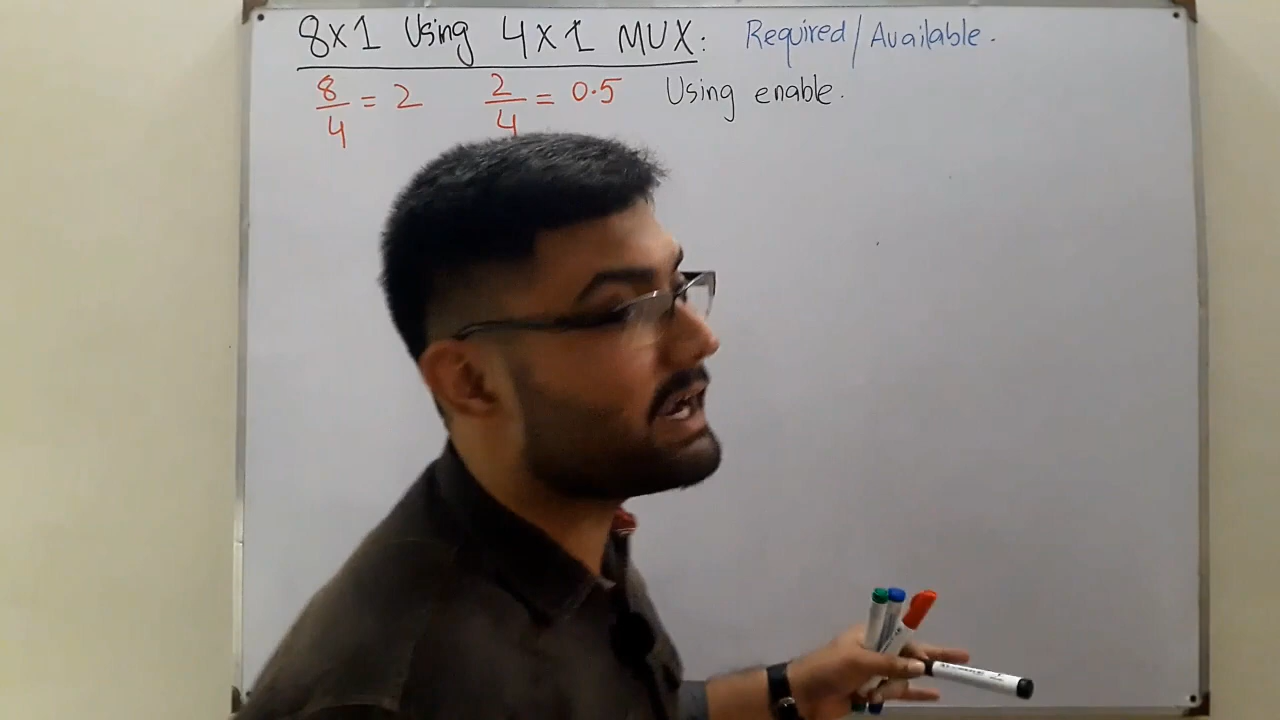 8x1 Using 4x1 MUX: Required/Available.
8/4 = 2 2/4 = 0.5 Using enable.